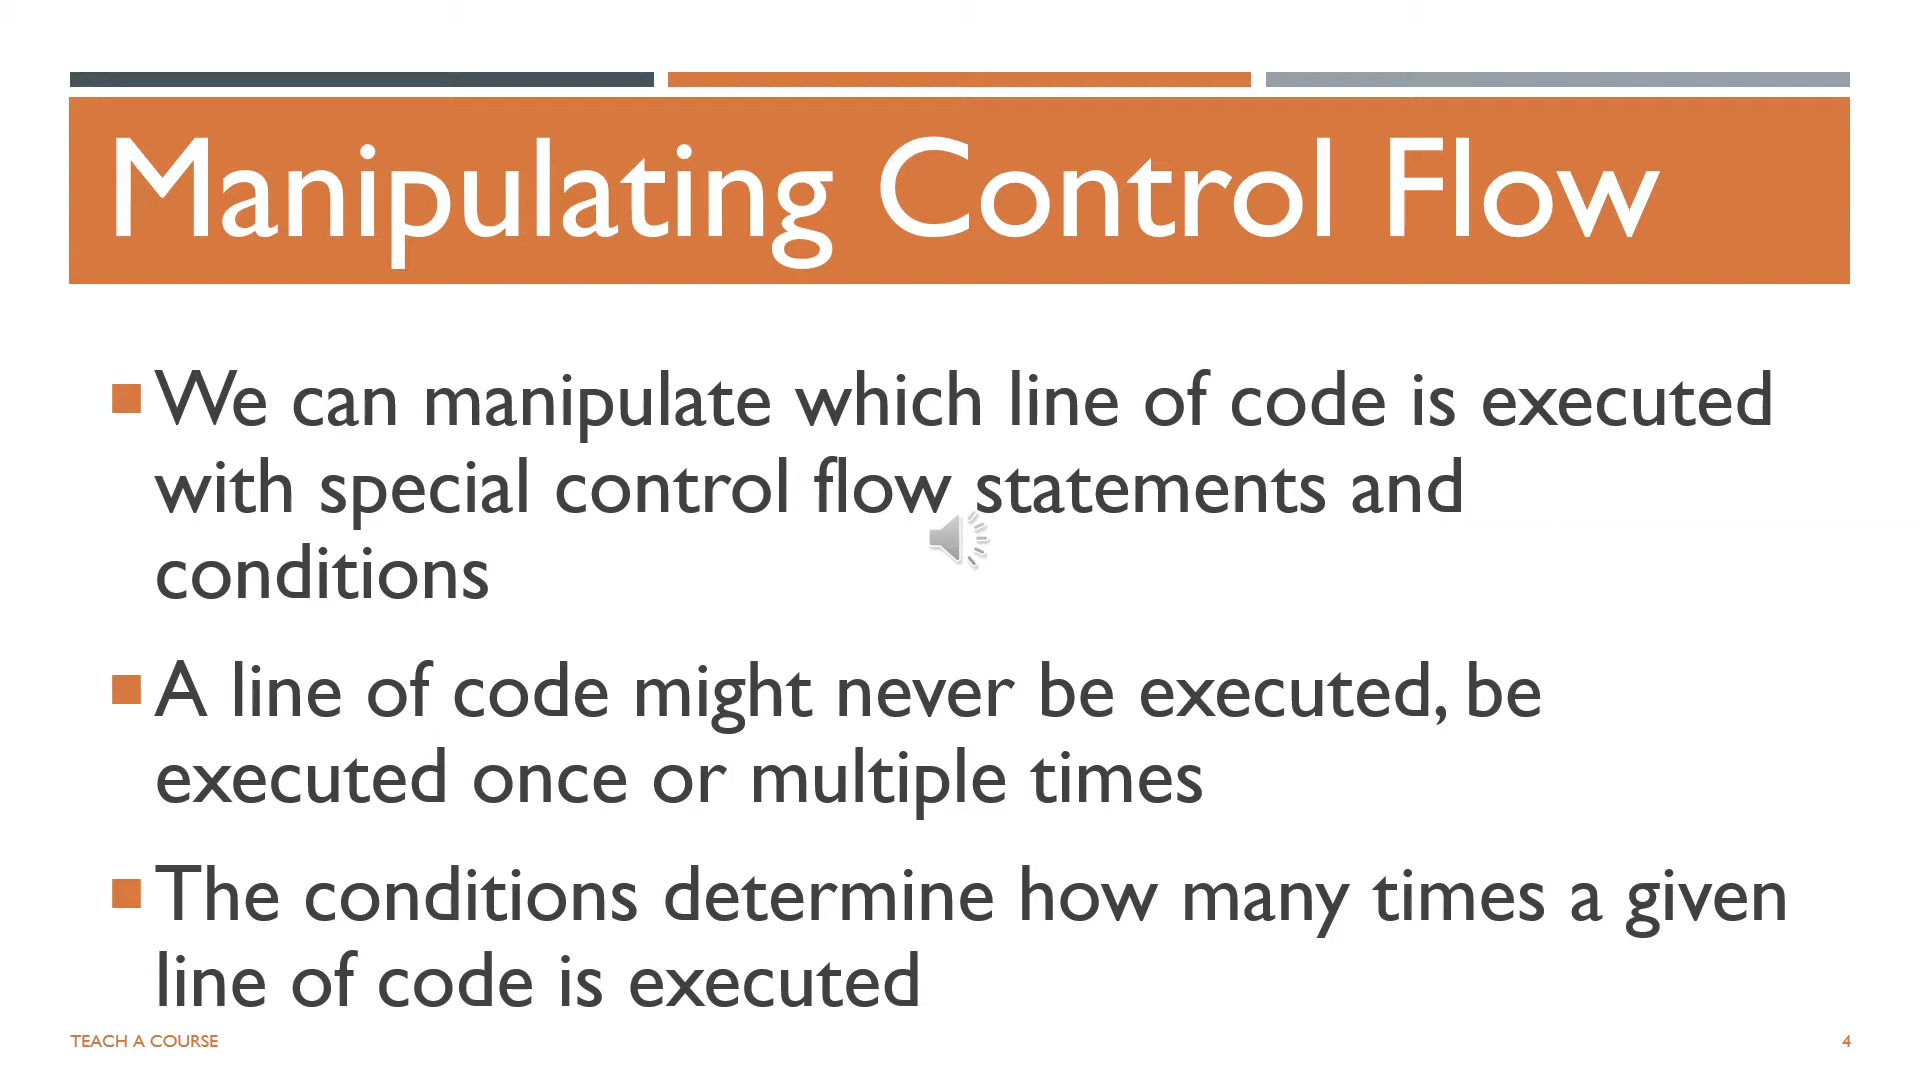 Manipulating Control Flow
We can manipulate which line of code is executed
with special control flow statements and
conditions
A line of code might never be executed, be
executed once or multiple times
The conditions determine how many times a given
line of code is executed
TEACH A COURSE
4